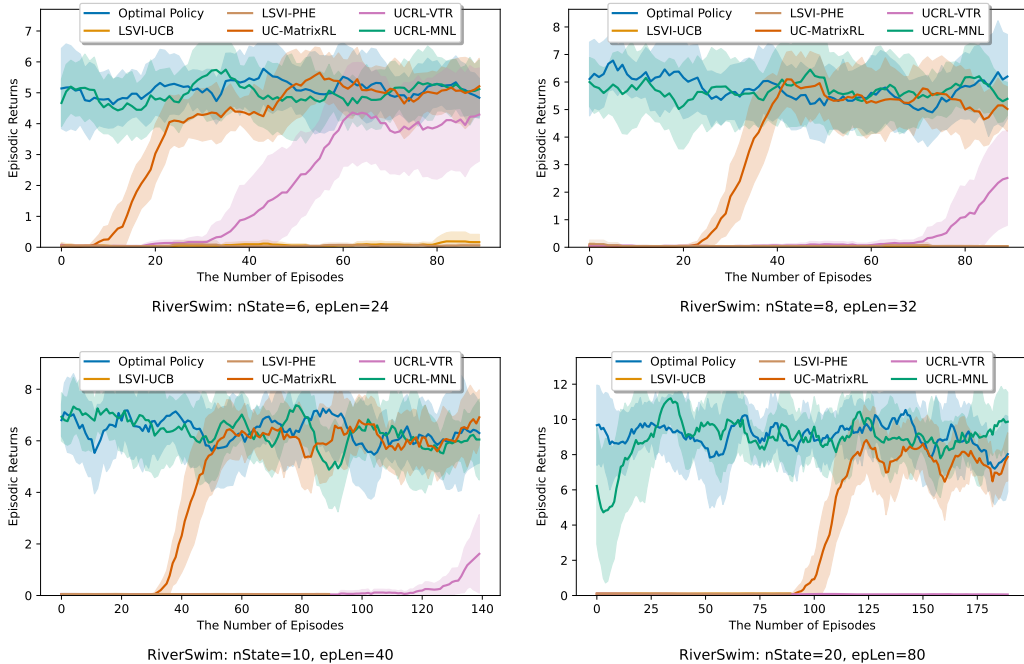 Optimal Policy LSVI-PHE UCRL-VTR
LSVI-UCB UC-MatrixRL UCRL-MNL
Episodic Returns
7
6
5
4
3
2
1
0
0 20 40 60 80
The Number of Episodes
RiverSwim: nState=6, epLen=24
Optimal Policy LSVI-PHE UCRL-VTR
LSVI-UCB UC-MatrixRL UCRL-MNL
Episodic Returns
8
7
6
5
4
3
2
1
0
0 20 40 60 80
The Number of Episodes
RiverSwim: nState=8, epLen=32
Optimal Policy LSVI-PHE UCRL-VTR
LSVI-UCB UC-MatrixRL UCRL-MNL
Episodic Returns
8
6
4
2
0
0 20 40 60 80 100 120 140
The Number of Episodes
RiverSwim: nState=10, epLen=40
Optimal Policy LSVI-PHE UCRL-VTR
LSVI-UCB UC-MatrixRL UCRL-MNL
Episodic Returns
12
10
8
6
4
2
0
0 25 50 75 100 125 150 175
The Number of Episodes
RiverSwim: nState=20, epLen=80